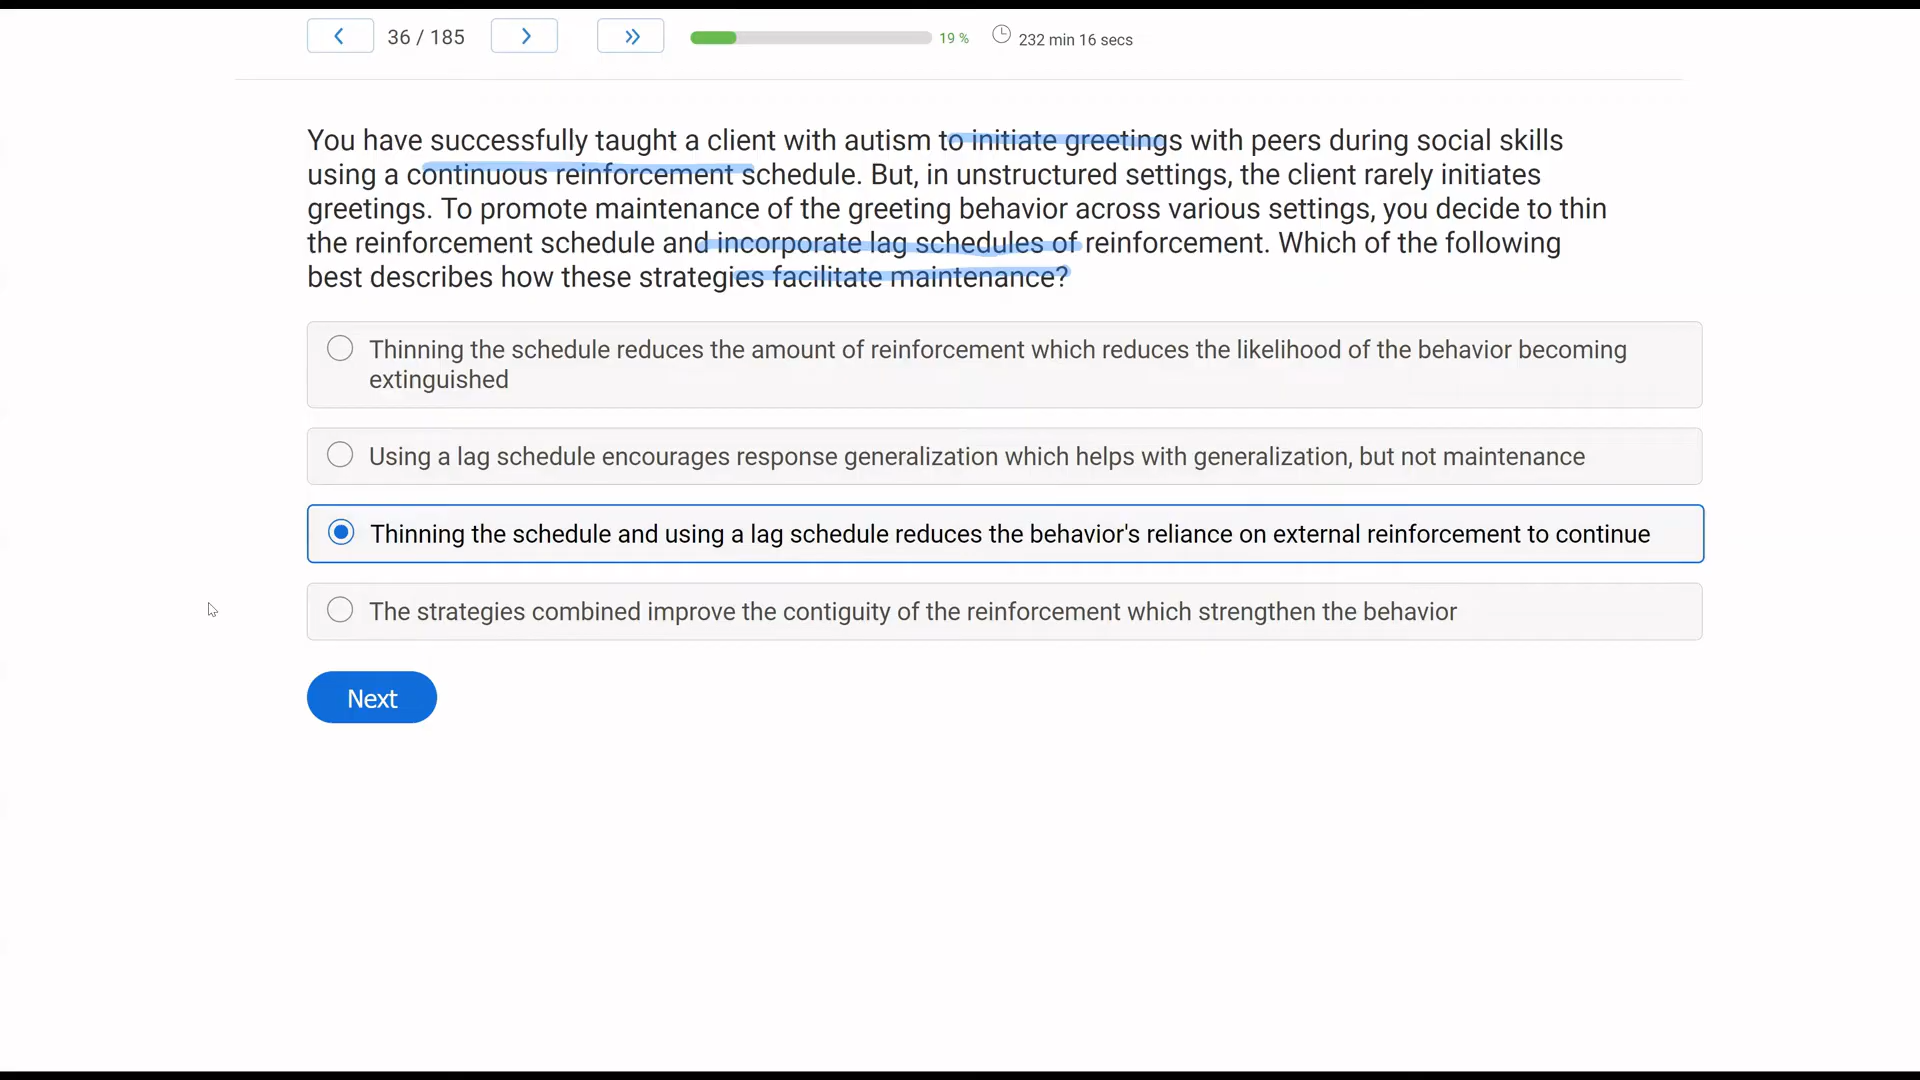 36 / 185
19 %
232 min 16 secs
You have successfully taught a client with autism to initiate greetings with peers during social skills
using a continuous reinforcement schedule. But, in unstructured settings, the client rarely initiates
greetings. To promote maintenance of the greeting behavior across various settings, you decide to thin
the reinforcement schedule and incorporate lag schedules of reinforcement. Which of the following
best describes how these strategies facilitate maintenance?
Thinning the schedule reduces the amount of reinforcement which reduces the likelihood of the behavior becoming
extinguished
Using a lag schedule encourages response generalization which helps with generalization, but not maintenance
Thinning the schedule and using a lag schedule reduces the behavior's reliance on external reinforcement to continue
The strategies combined improve the contiguity of the reinforcement which strengthen the behavior
Next